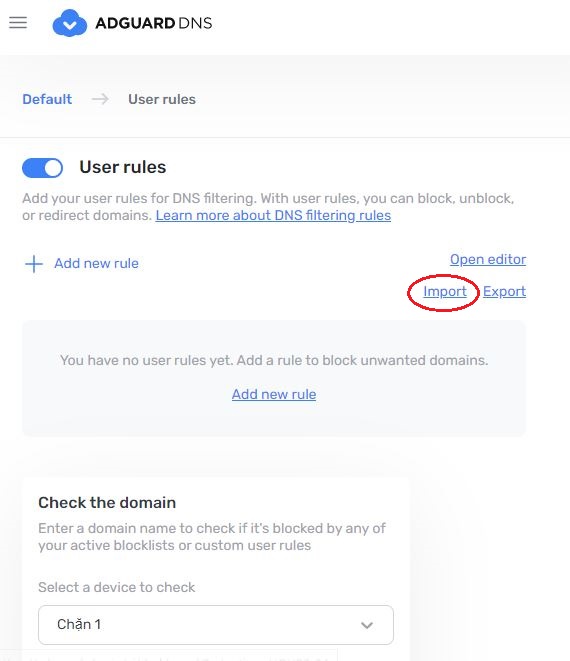 ADGUARD DNS
Default → User rules
User rules
Add your user rules for DNS filtering. With user rules, you can block, unblock,
or redirect domains. Learn more about DNS filtering rules
Add new rule
Open editor
Import Export
You have no user rules yet. Add a rule to block unwanted domains.
Add new rule
Check the domain
Enter a domain name to check if it's blocked by any of
your active blocklists or custom user rules
Select a device to check
Chặn 1